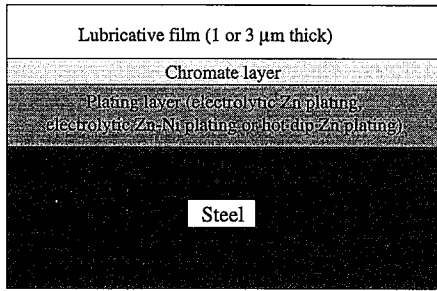 Lubricative film (1 or 3 μm thick)
Chromate layer
Plating layer (electrolytic Zn plating,
electrolytic Zn-Ni plating or hot-dip Zn plating)
Steel